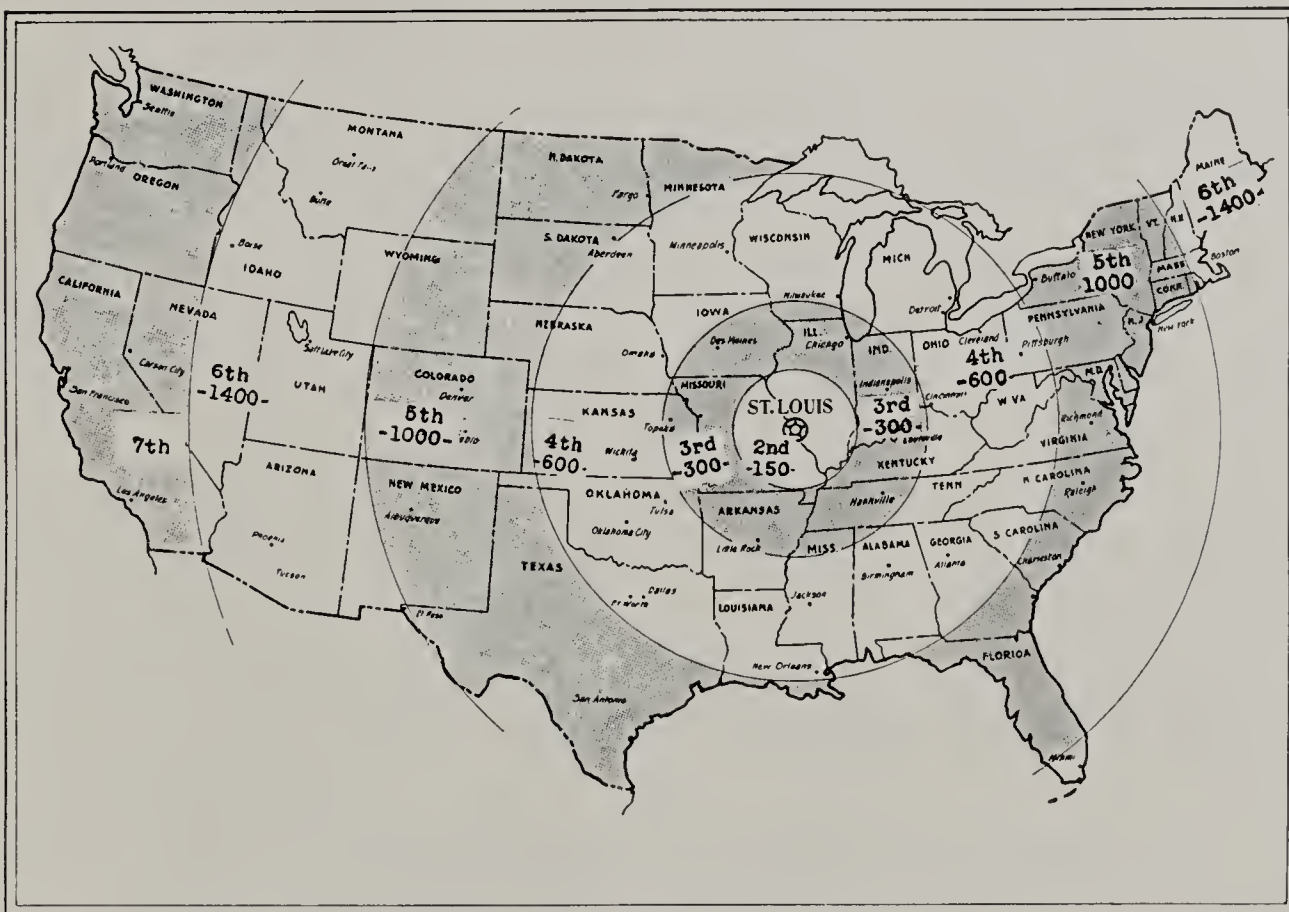 WASHINGTON
Seattle
MONTANA
Great Falls
Butte
N. DAKOTA
Fargo
MINNESOTA
Minneapolis
MAINE
6th
-1400-
Portland
OREGON
Boise
IDAHO
WYOMING
S. DAKOTA
Aberdeen
WISCONSIN
Milwaukee
MICH
Detroit
NEW YORK
VT.
N.H.
Buffalo
5th
1000
MASS
Boston
CONN.
CALIFORNIA
NEVADA
Carson City
San Francisco
6th
-1400-
Salt Lake City
UTAH
NEBRASKA
Omaha
IOWA
Des Moines
ILL.
Chicago
IND.
Indianapolis
OHIO
Cleveland
4th
-600
Cincinnati
PENNSYLVANIA
Pittsburgh
N.J.
New York
M.D.
COLORADO
Denver
5th
-1000-
KANSAS
Topeka
Wichita
4th
-600-
MISSOURI
3rd
-300-
ST. LOUIS
2nd
-150-
3rd
-300-
Louisville
KENTUCKY
W VA
Richmond
VIRGINIA
7th
Los Angeles
ARIZONA
Phoenix
Tucson
NEW MEXICO
Albuquerque
El Paso
OKLAHOMA
Tulsa
Oklahoma City
ARKANSAS
Little Rock
TENN
Nashville
N CAROLINA
Raleigh
S CAROLINA
Charleston
TEXAS
Dallas
Ft Worth
San Antonio
LOUISIANA
New Orleans
MISS.
Jackson
ALABAMA
Birmingham
GEORGIA
Atlanta
FLORIDA
Miami